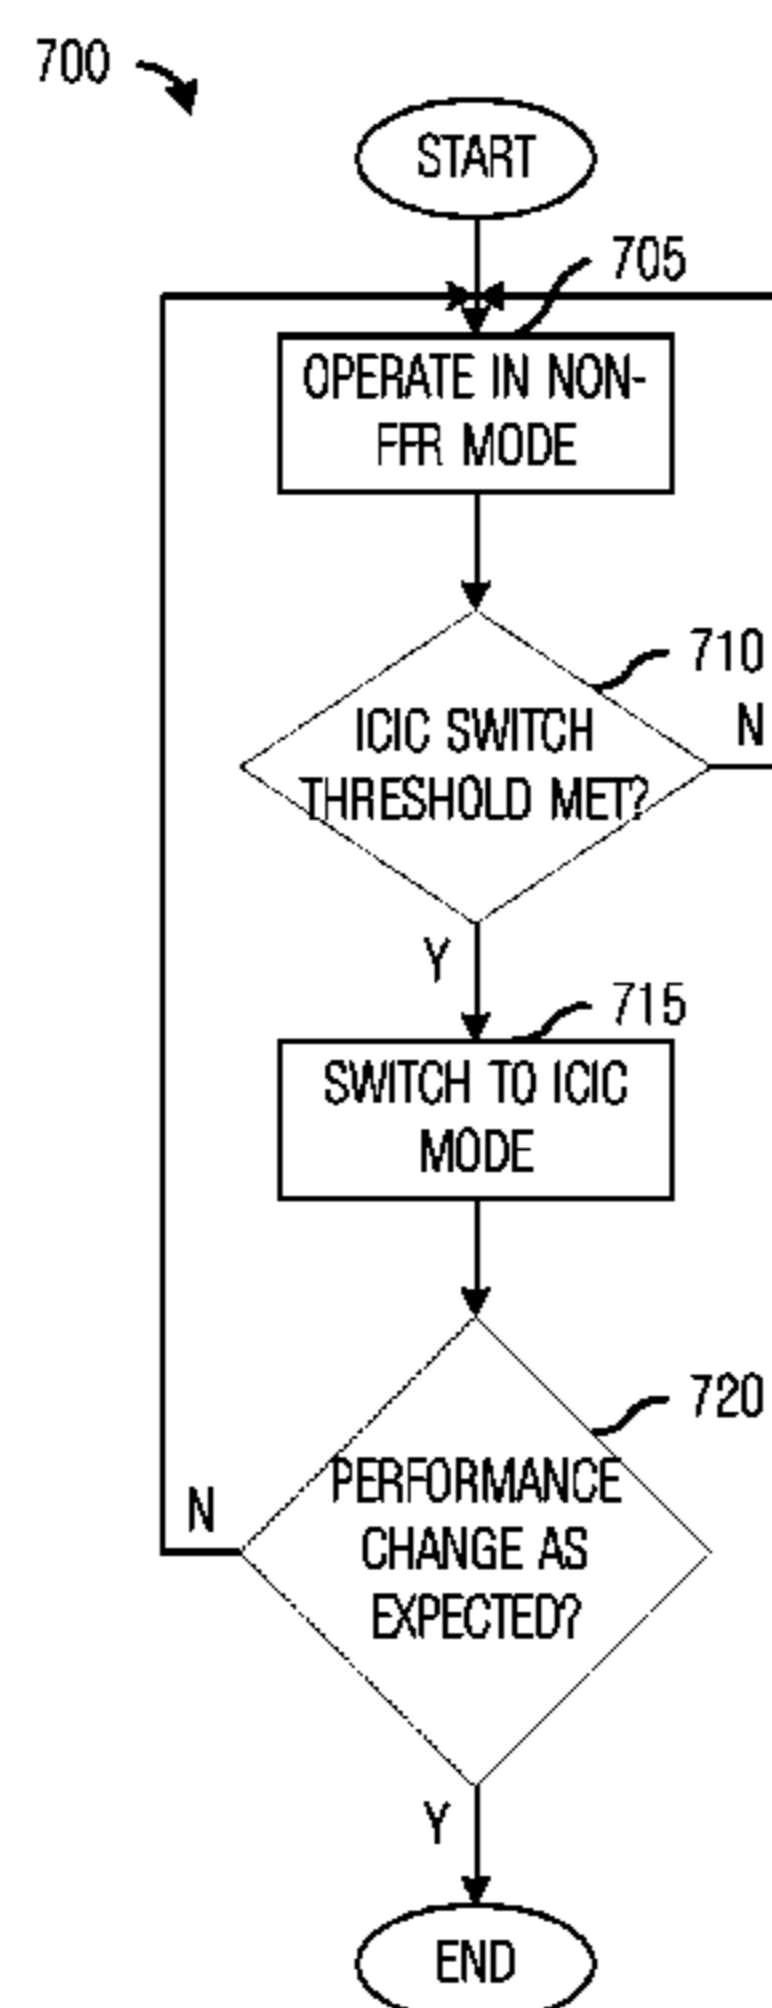 700
START
705
OPERATE IN NON-
FFR MODE
710
ICIC SWITCH
THRESHOLD MET?
N
Y
715
SWITCH TO ICIC
MODE
720
PERFORMANCE
CHANGE AS
EXPECTED?
N
Y
END